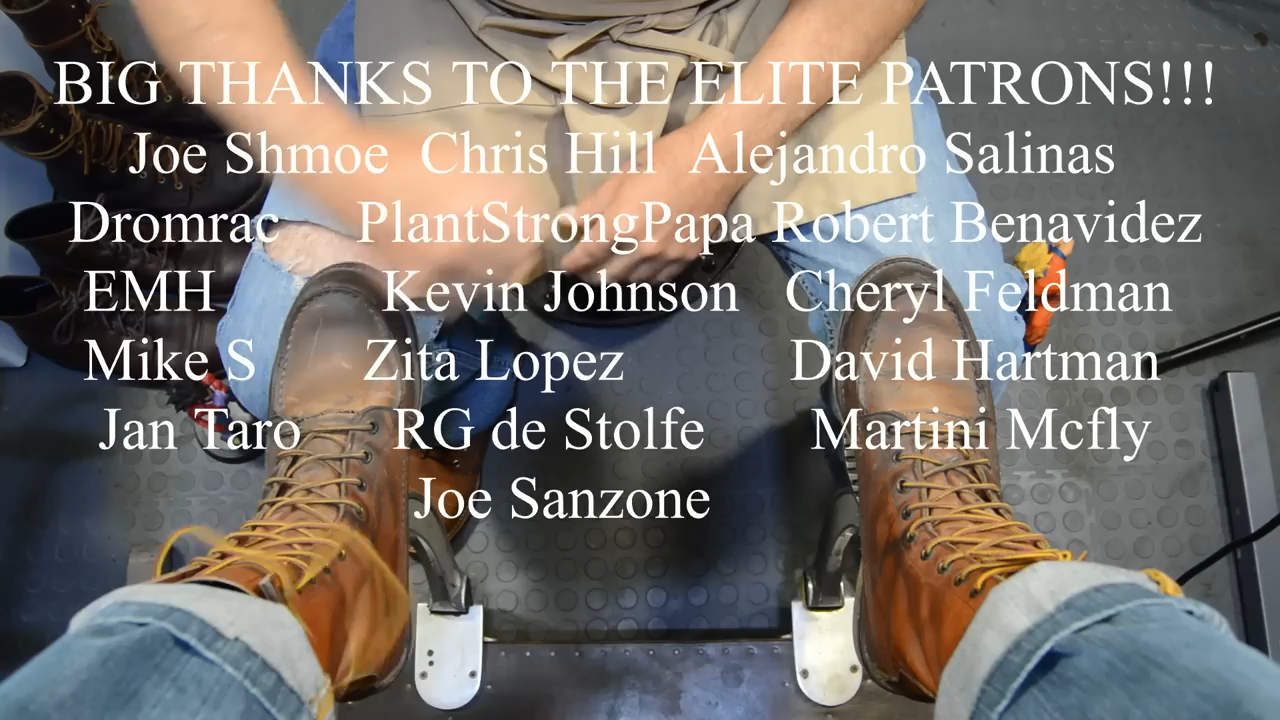 BIG THANKS TO THE ELITE PATRONS!!!
Joe Shmoe Chris Hill Alejandro Salinas
Dromrac PlantStrongPapa Robert Benavidez
EMH Kevin Johnson Cheryl Feldman
Mike S Zita Lopez David Hartman
Jan Taro RG de Stolfe Martini Mcfly
Joe Sanzone